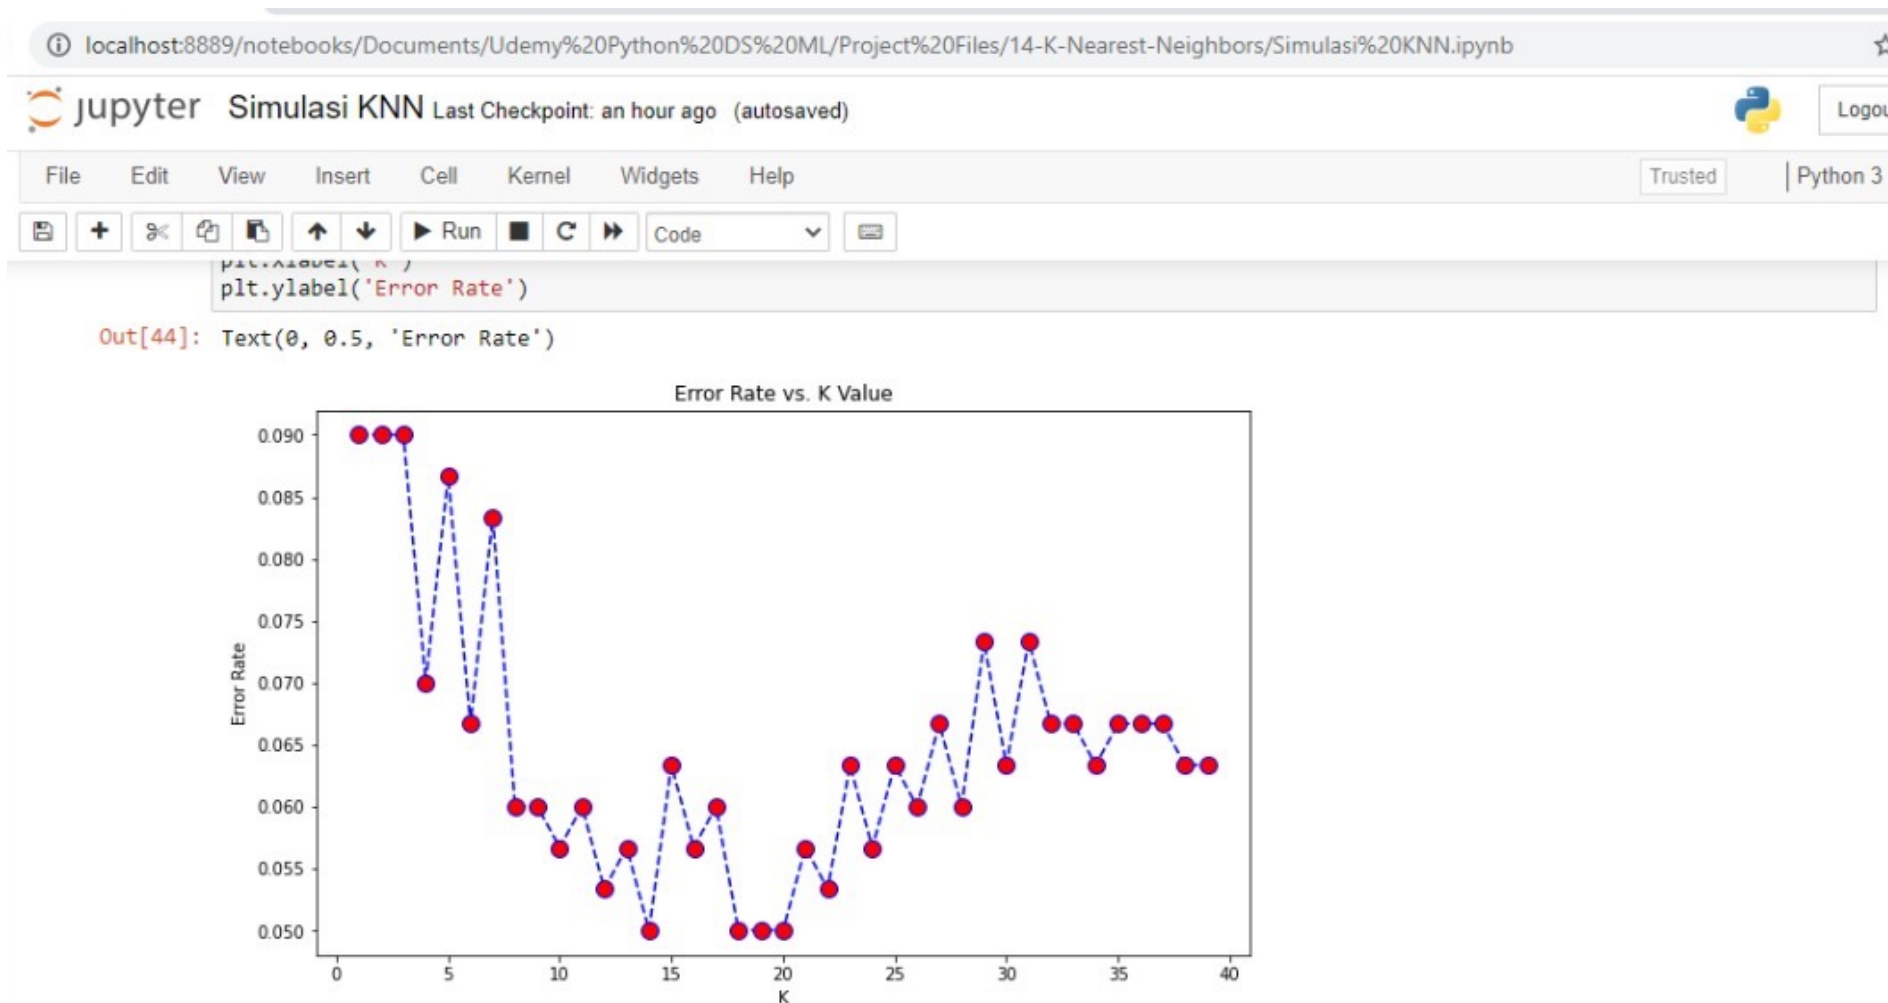 localhost:8889/notebooks/Documents/Udemy%20Python%20DS%20ML/Project%20Files/14-K-Nearest-Neighbors/Simulasi%20KNN.ipynb
jupyter Simulasi KNN Last Checkpoint: an hour ago (autosaved)
File Edit View Insert Cell Kernel Widgets Help Trusted Python 3
Run Code
plt.xlabel('K')
plt.ylabel('Error Rate')
Out[44]: Text(0, 0.5, 'Error Rate')
Error Rate vs. K Value
0.090
0.085
0.080
0.075
0.070
0.065
0.060
0.055
0.050
Error Rate
0 5 10 15 20 25 30 35 40
K